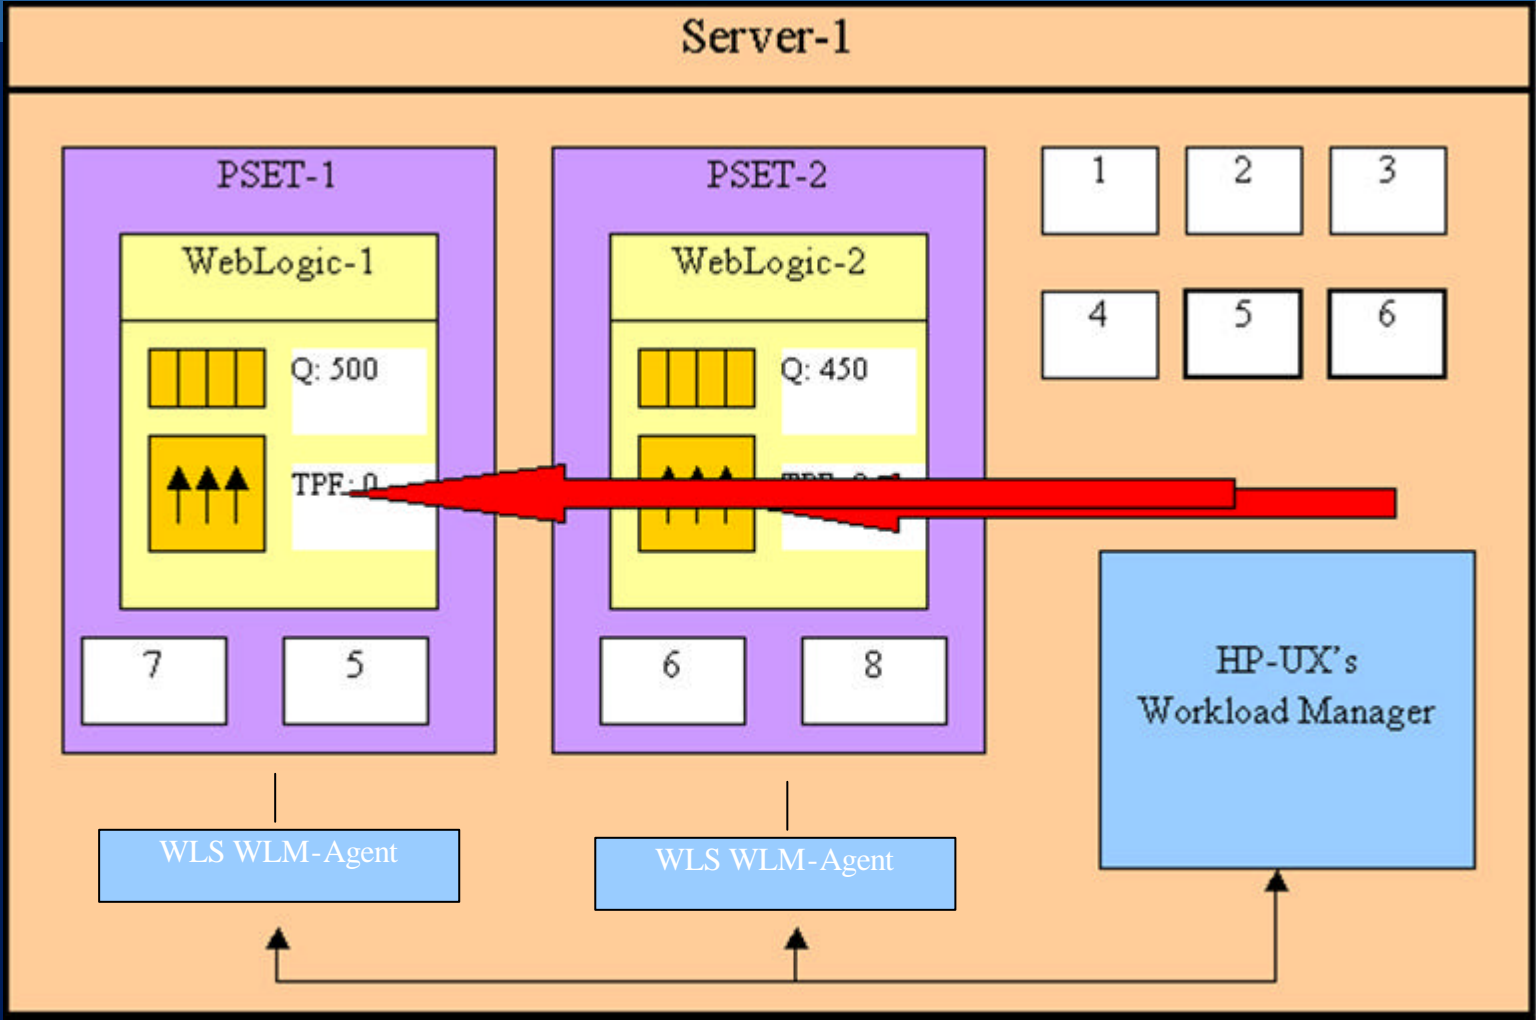 Server-1
PSET-1
WebLogic-1
Q: 500
TPF: 0
7
5
PSET-2
WebLogic-2
Q: 450
6
8
1
2
3
4
5
6
HP-UX's
Workload Manager
WLS WLM-Agent
WLS WLM-Agent